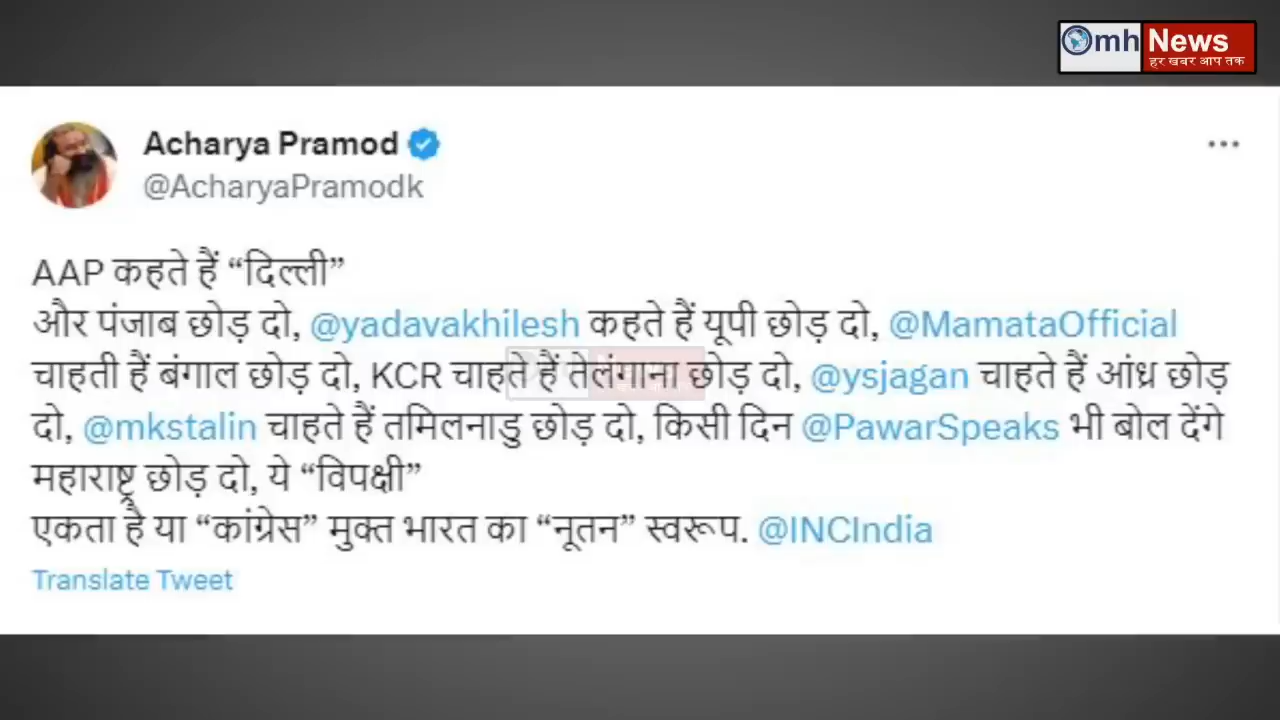 Omh News
हर खबर आप तक
Acharya Pramod
@AcharyaPramodk
AAP कहते हैं “दिल्ली”
और पंजाब छोड़ दो, @yadavakhilesh कहते हैं यूपी छोड़ दो, @MamataOfficial
चाहती हैं बंगाल छोड़ दो, KCR चाहते हैं तेलंगाना छोड़ दो, @ysjagan चाहते हैं आंध्र छोड़
दो, @mkstalin चाहते हैं तमिलनाडु छोड़ दो, किसी दिन @PawarSpeaks भी बोल देंगे
महाराष्ट्र छोड़ दो, ये “विपक्षी”
एकता है या “कांग्रेस” मुक्त भारत का “नूतन” स्वरूप. @INCIndia
Translate Tweet